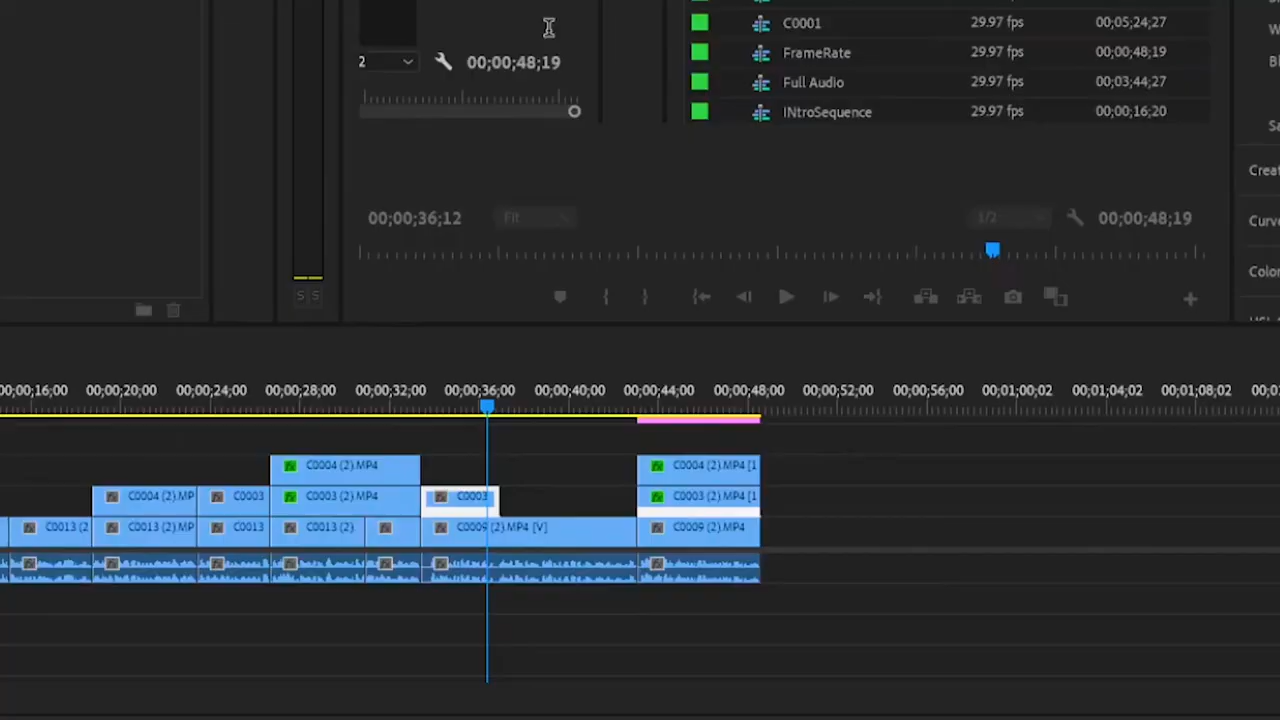 C0001 29.97 fps 00;05;24;27
2 00;00;48;19 FrameRate 29.97 fps 00;00;48;19
Full Audio 29.97 fps 00;03;44;27
INtroSequence 29.97 fps 00;00;16;20
Creat
00;00;36;12 Fit 1/2 00;00;48;19
Curve
Color
S S
00;00;16;00 00;00;20;00 00;00;24;00 00;00;28;00 00;00;32;00 00;00;36;00 00;00;40;00 00;00;44;00 00;00;48;00 00;00;52;00 00;00;56;00 00;01;00;02 00;01;04;02 00;01;08;02 00;0
C0004 (2).MP4 C0004 (2).MP4 [1
C0004 (2).MP C0003 C0003 (2).MP4 C0003 C0003 (2).MP4 [1
C0013 (2 C0013 (2).MP C0013 C0013 (2) C0009 (2).MP4 [V] C0009 (2).MP4